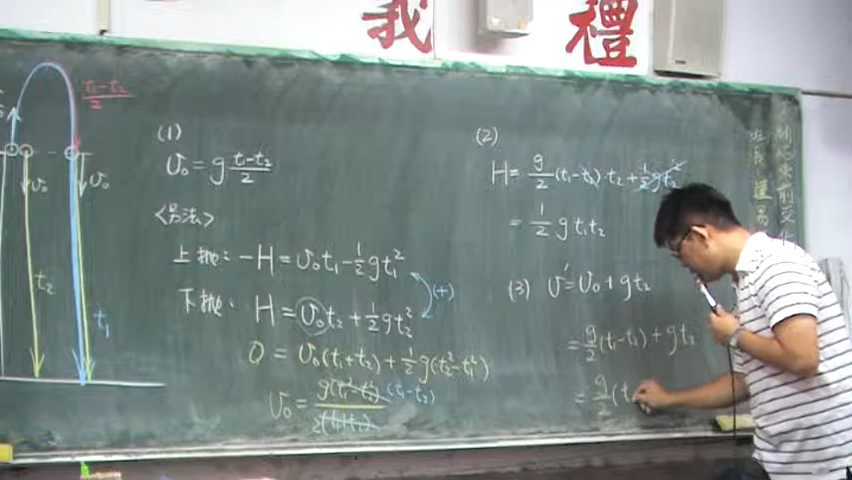 我 禮
t₁-t₂/2
v₀
v₀
t₂
t₁
(1)
v₀ = g (t₁-t₂)/2
<另法>
上拋: -H = v₀t₁ - ½gt₁²
下拋: H = v₀t₂ + ½gt₂²
(+)
0 = v₀(t₁+t₂) + ½g(t₂²-t₁²)
v₀ = g(t₁²-t₂²)/2(t₁+t₂) (t₁-t₂)
(2)
H = g/2 (t₁-t₂)·t₂ + ½gt₂²
= ½ g t₁t₂
(3) v' = v₀ + gt₂
= g/2 (t₁-t₂) + gt₂
= g/2 (t